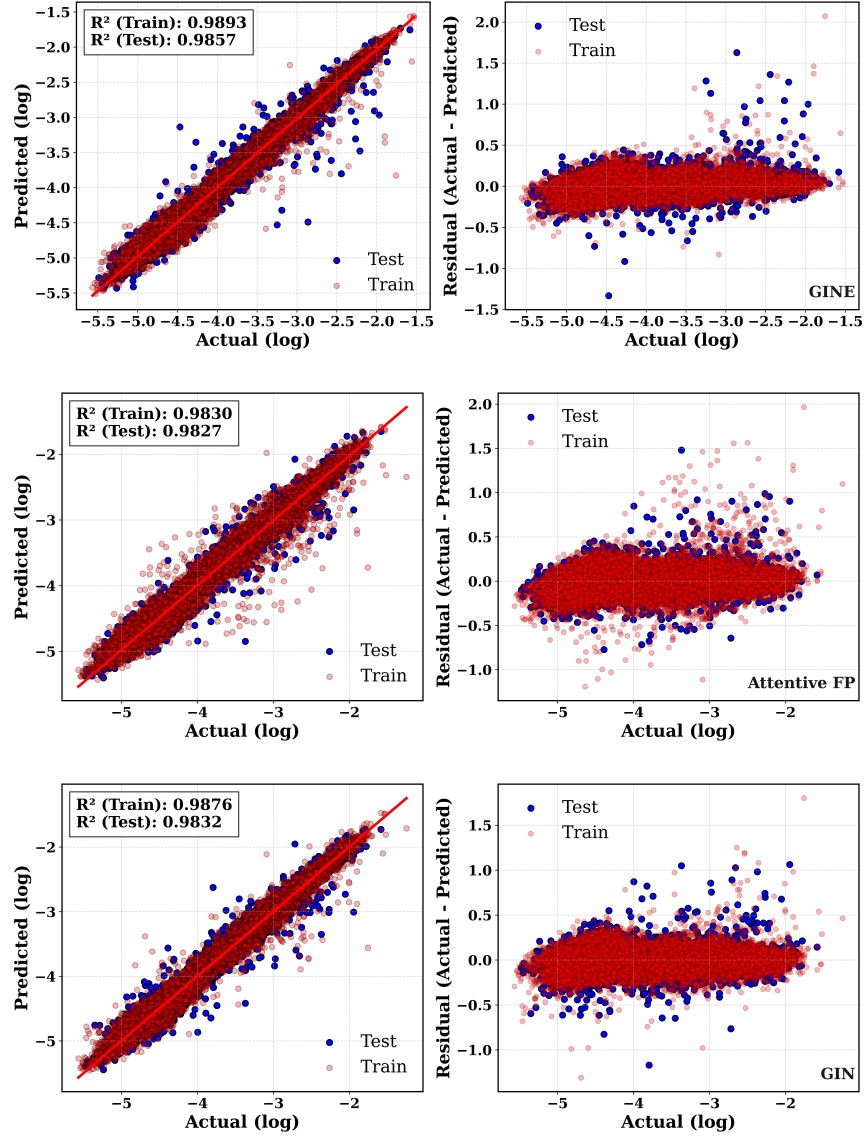 R² (Train): 0.9893
R² (Test): 0.9857
Predicted (log)
−1.5
−2.0
−2.5
−3.0
−3.5
−4.0
−4.5
−5.0
−5.5
Test
Train
−5.5 −5.0 −4.5 −4.0 −3.5 −3.0 −2.5 −2.0 −1.5
Actual (log)
Residual (Actual - Predicted)
2.0
1.5
1.0
0.5
0.0
−0.5
−1.0
−1.5
Test
Train
GINE
−5.5 −5.0 −4.5 −4.0 −3.5 −3.0 −2.5 −2.0 −1.5
Actual (log)
R² (Train): 0.9830
R² (Test): 0.9827
Predicted (log)
−2
−3
−4
−5
Test
Train
−5 −4 −3 −2
Actual (log)
Residual (Actual - Predicted)
2.0
1.5
1.0
0.5
0.0
−0.5
−1.0
Test
Train
Attentive FP
−5 −4 −3 −2
Actual (log)
R² (Train): 0.9876
R² (Test): 0.9832
Predicted (log)
−2
−3
−4
−5
Test
Train
−5 −4 −3 −2
Actual (log)
Residual (Actual - Predicted)
1.5
1.0
0.5
0.0
−0.5
−1.0
Test
Train
GIN
−5 −4 −3 −2
Actual (log)